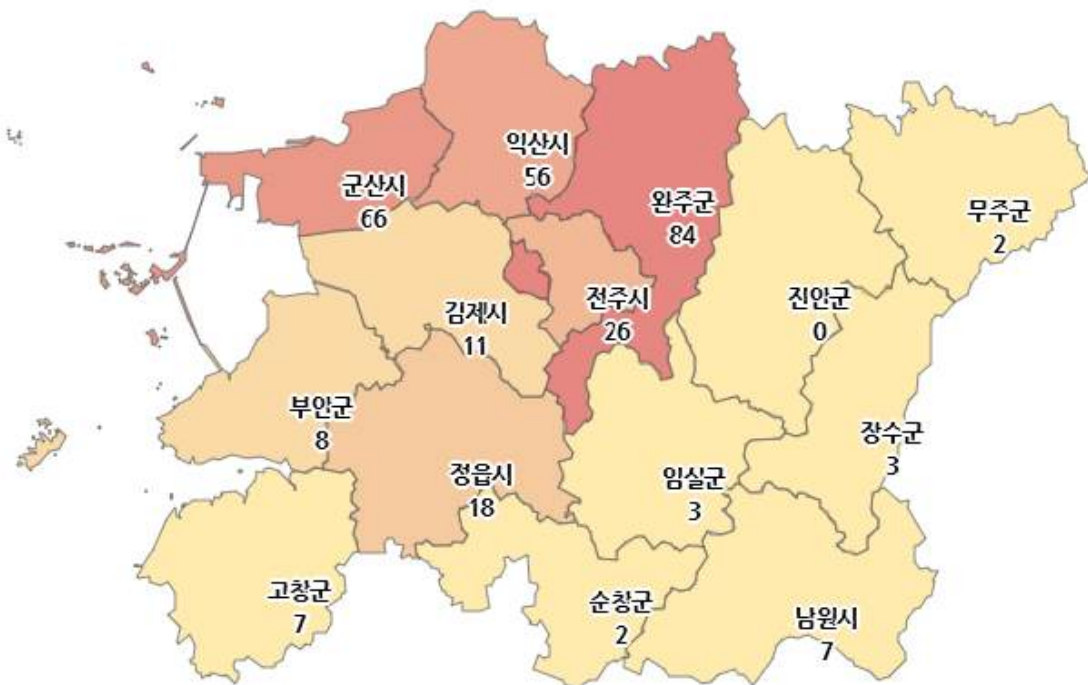 익산시
56
군산시
66
완주군
84
무주군
2
전주시
26
진안군
0
김제시
11
부안군
8
장수군
3
정읍시
18
임실군
3
고창군
7
순창군
2
남원시
7